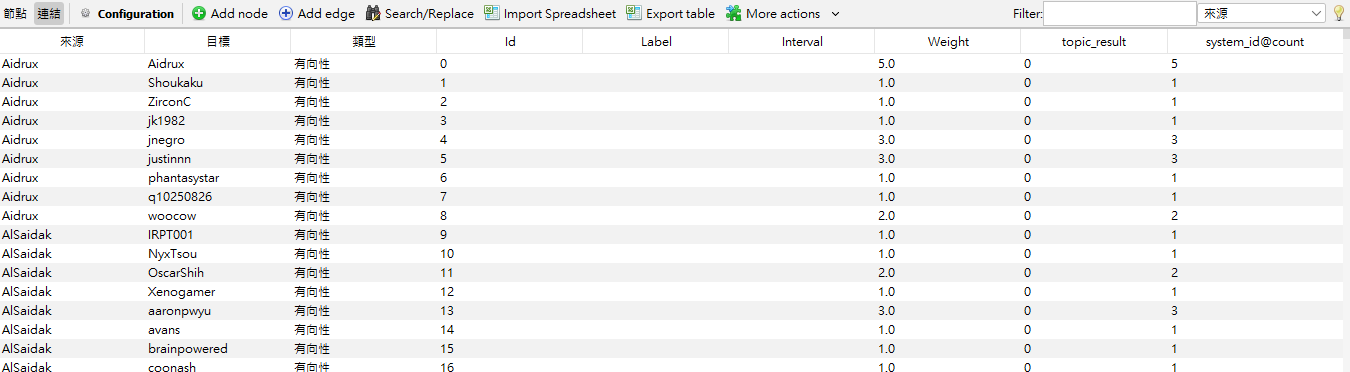 節點 連結 Configuration Add node Add edge Search/Replace Import Spreadsheet Export table More actions Filter: 來源
來源 目標 類型 Id Label Interval Weight topic_result system_id@count
Aidrux Aidrux 有向性 0 5.0 0 5
Aidrux Shoukaku 有向性 1 1.0 0 1
Aidrux ZirconC 有向性 2 1.0 0 1
Aidrux jk1982 有向性 3 1.0 0 1
Aidrux jnegro 有向性 4 3.0 0 3
Aidrux justinnn 有向性 5 3.0 0 3
Aidrux phantasystar 有向性 6 1.0 0 1
Aidrux q10250826 有向性 7 1.0 0 1
Aidrux woocow 有向性 8 2.0 0 2
AlSaidak IRPT001 有向性 9 1.0 0 1
AlSaidak NyxTsou 有向性 10 1.0 0 1
AlSaidak OscarShih 有向性 11 2.0 0 2
AlSaidak Xenogamer 有向性 12 1.0 0 1
AlSaidak aaronpwyu 有向性 13 3.0 0 3
AlSaidak avans 有向性 14 1.0 0 1
AlSaidak brainpowered 有向性 15 1.0 0 1
AlSaidak coonash 有向性 16 1.0 0 1